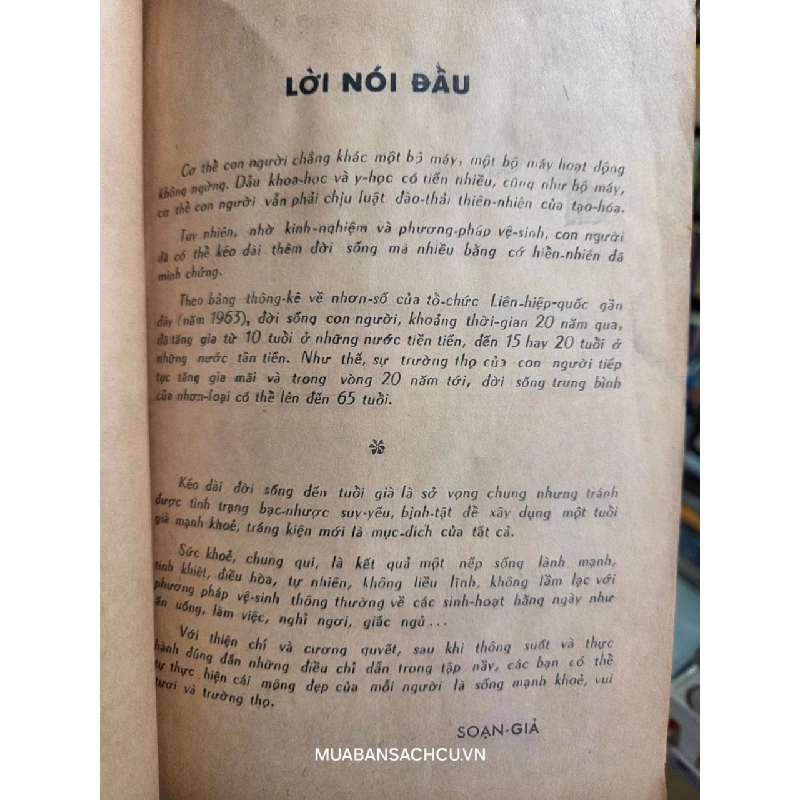 LỜI NÓI ĐẦU
Cơ thể con người chẳng khác một bộ máy, một bộ máy hoạt động
không ngừng. Dầu khoa-học và y-học có tiến nhiều, cũng như bộ máy,
cơ thể con người vẫn phải chịu luật đào-thải thiên-nhiên của tạo-hóa.
Tuy nhiên, nhờ kinh-nghiệm và phương-pháp vệ-sinh, con người
đã có thể kéo dài thêm đời sống mà nhiều bằng cớ hiển-nhiên đã
minh chứng.
Theo bảng thông-kê về nhơn-số của tổ-chức Liên-hiệp-quốc gần
đây (năm 1963), đời sống con người, khoảng thời-gian 20 năm qua,
đã tăng gia từ 10 tuổi ở những nước tiền tiến, đến 15 hay 20 tuổi ở
những nước tân tiến. Như thế, sự trường thọ của con người tiếp
tục tăng gia mãi và trong vòng 20 năm tới, đời sống trung bình
của nhơn-loại có thể lên đến 65 tuổi.
Kéo dài đời sống đến tuổi già là sở vọng chung nhưng tránh
được tình trạng bạc-nhược suy-yếu, bịnh-tật để xây dụng một tuổi
già mạnh khoẻ, tráng kiện mới là mục-đích của tất cả.
Sức khoẻ, chung qui, là kết quả một nếp sống lành mạnh,
tinh khiết, điều hòa, tự nhiên, không liều lĩnh, không lầm lạc với
phương pháp vệ-sinh thông thường về các sinh-hoạt hằng ngày như
ăn uống, làm việc, nghỉ ngơi, giấc ngủ...
Với thiện chí và cương quyết, sau khi thông suốt và thực
hành đúng đắn những điều chỉ dẫn trong tập nầy, các bạn có thể
tự thực hiện cái mộng đẹp của mỗi người là sống mạnh khoẻ, vui
tươi và trường thọ.
SOẠN-GIẢ
MUABANSACHCU.VN